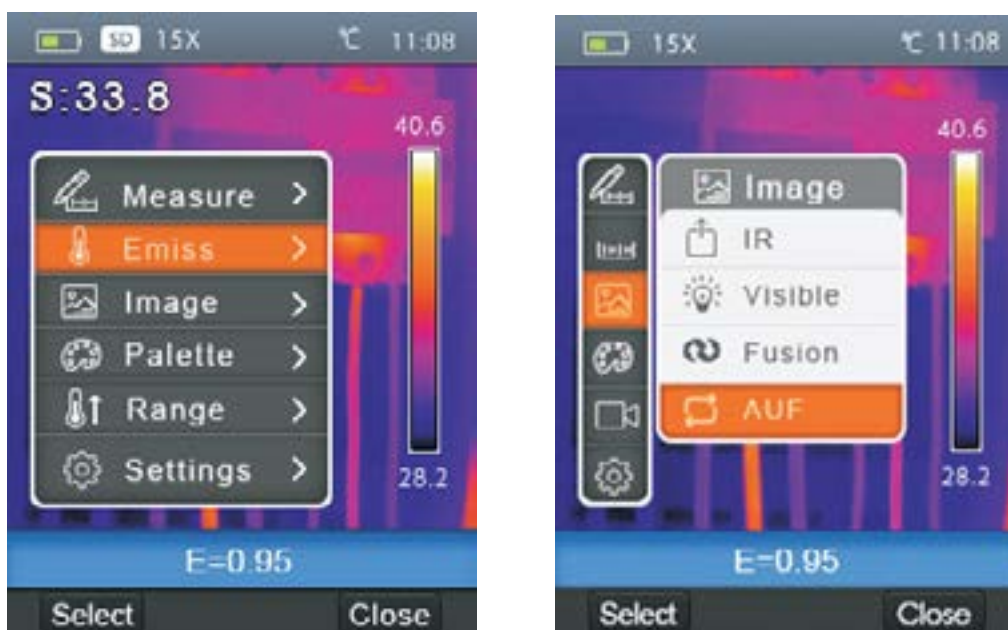 SD 15X ℃ 11:08
S:33.8
40.6
Measure >
Emiss >
Image >
Palette >
Range >
Settings >
28.2
E=0.95
Select Close
15X ℃ 11:08
40.6
Image
IR
Visible
Fusion
AUF
28.2
E=0.95
Select Close